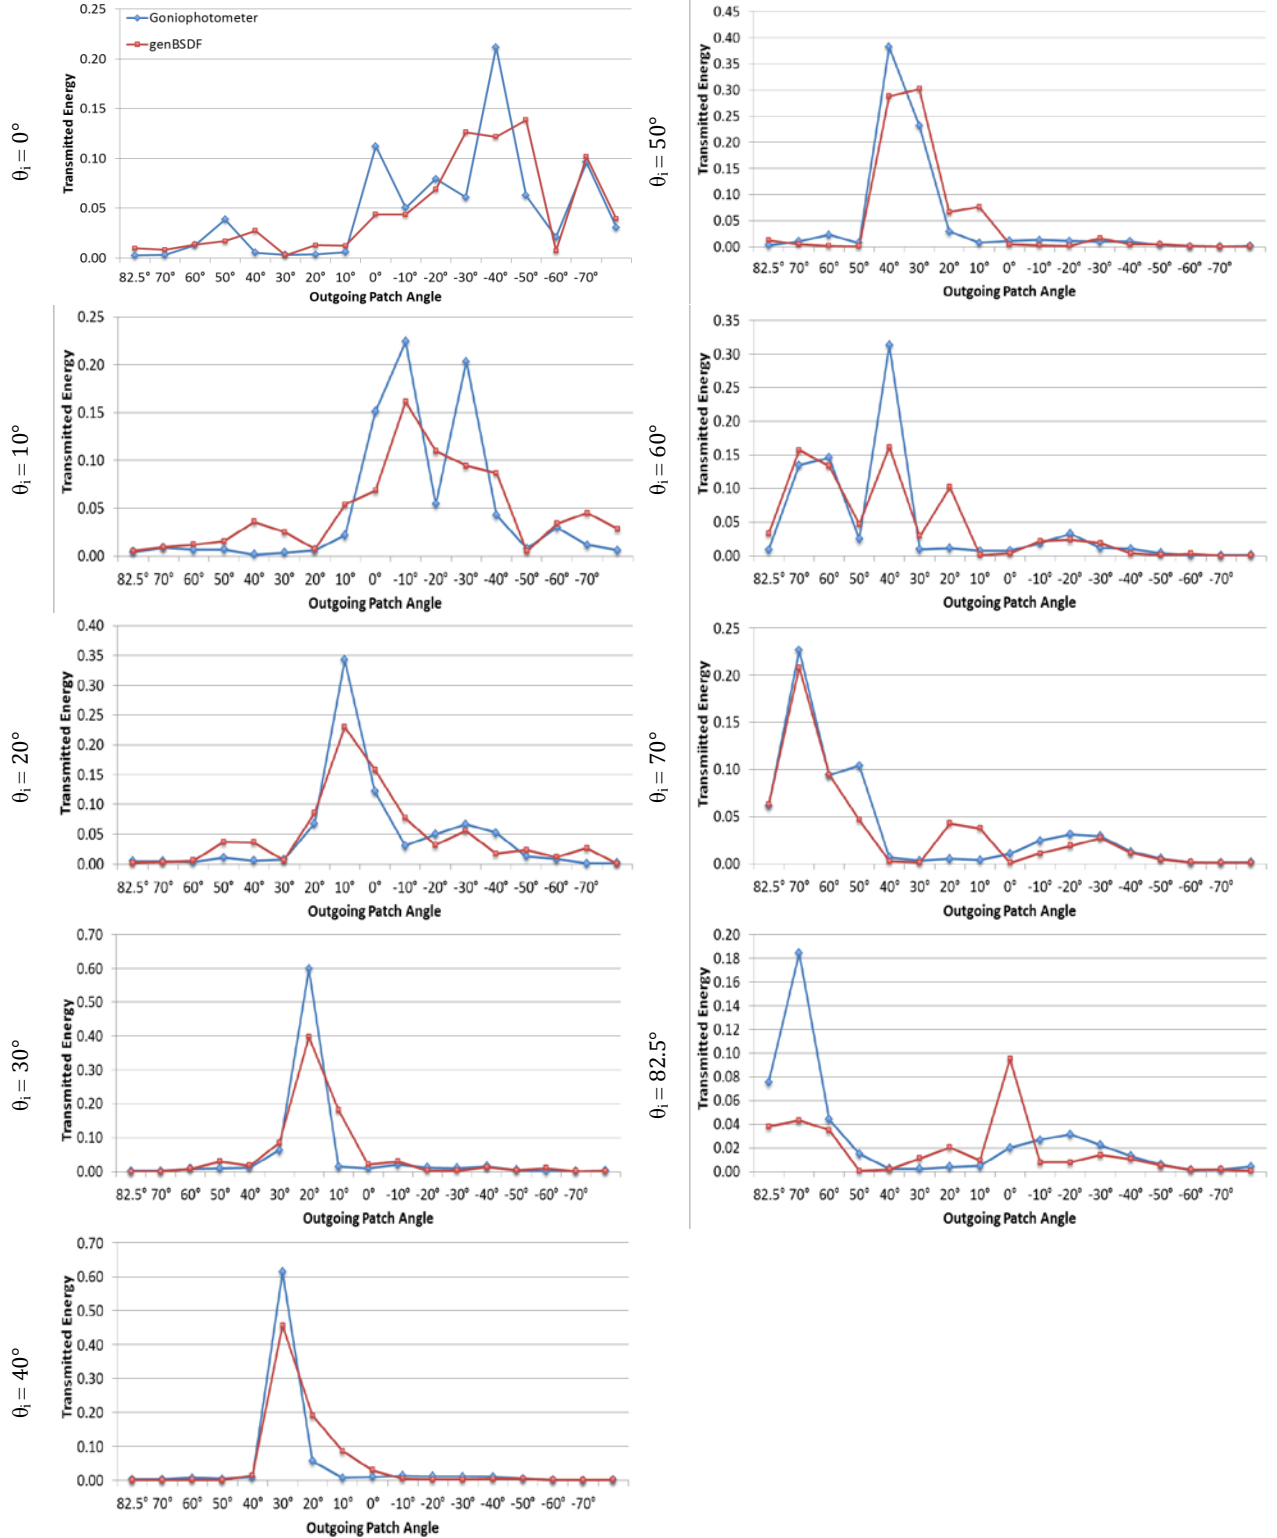 θi = 0°
Transmitted Energy
0.25
0.20
0.15
0.10
0.05
0.00
Goniophotometer
genBSDF
82.5° 70° 60° 50° 40° 30° 20° 10° 0° -10° -20° -30° -40° -50° -60° -70°
Outgoing Patch Angle
θi = 10°
Transmitted Energy
0.25
0.20
0.15
0.10
0.05
0.00
82.5° 70° 60° 50° 40° 30° 20° 10° 0° -10° -20° -30° -40° -50° -60° -70°
Outgoing Patch Angle
θi = 20°
Transmitted Energy
0.40
0.35
0.30
0.25
0.20
0.15
0.10
0.05
0.00
82.5° 70° 60° 50° 40° 30° 20° 10° 0° -10° -20° -30° -40° -50° -60° -70°
Outgoing Patch Angle
θi = 30°
Transmitted Energy
0.70
0.60
0.50
0.40
0.30
0.20
0.10
0.00
82.5° 70° 60° 50° 40° 30° 20° 10° 0° -10° -20° -30° -40° -50° -60° -70°
Outgoing Patch Angle
θi = 40°
Transmitted Energy
0.70
0.60
0.50
0.40
0.30
0.20
0.10
0.00
82.5° 70° 60° 50° 40° 30° 20° 10° 0° -10° -20° -30° -40° -50° -60° -70°
Outgoing Patch Angle
θi = 50°
Transmitted Energy
0.45
0.40
0.35
0.30
0.25
0.20
0.15
0.10
0.05
0.00
82.5° 70° 60° 50° 40° 30° 20° 10° 0° -10° -20° -30° -40° -50° -60° -70°
Outgoing Patch Angle
θi = 60°
Transmitted Energy
0.35
0.30
0.25
0.20
0.15
0.10
0.05
0.00
82.5° 70° 60° 50° 40° 30° 20° 10° 0° -10° -20° -30° -40° -50° -60° -70°
Outgoing Patch Angle
θi = 70°
Transmiitted Energy
0.25
0.20
0.15
0.10
0.05
0.00
82.5° 70° 60° 50° 40° 30° 20° 10° 0° -10° -20° -30° -40° -50° -60° -70°
Outgoing Patch Angle
θi = 82.5°
Transmitted Energy
0.20
0.18
0.16
0.14
0.12
0.10
0.08
0.06
0.04
0.02
0.00
82.5° 70° 60° 50° 40° 30° 20° 10° 0° -10° -20° -30° -40° -50° -60° -70°
Outgoing Patch Angle